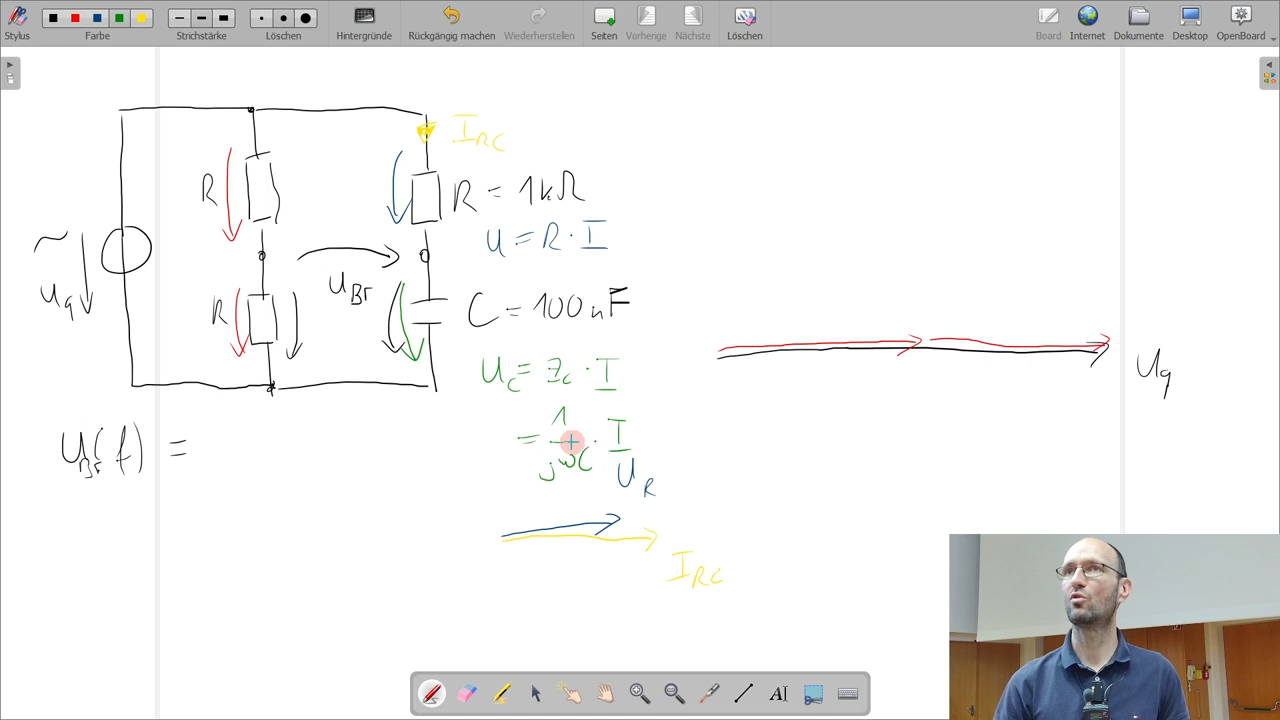 Stylus
Farbe
Strichstärke
Löschen
Hintergründe
Rückgängig machen
Wiederherstellen
Seiten
Vorherige
Nächste
Löschen
Board
Internet
Dokumente
Desktop
OpenBoard
I_RC
R
R = 1kΩ
U = R · I
~
U_q
U_Br
R
C = 100 nF
U_C = Z_C · I
= 1/jωC · I
U_Br(f) =
U_R
I_RC
U_q
AI